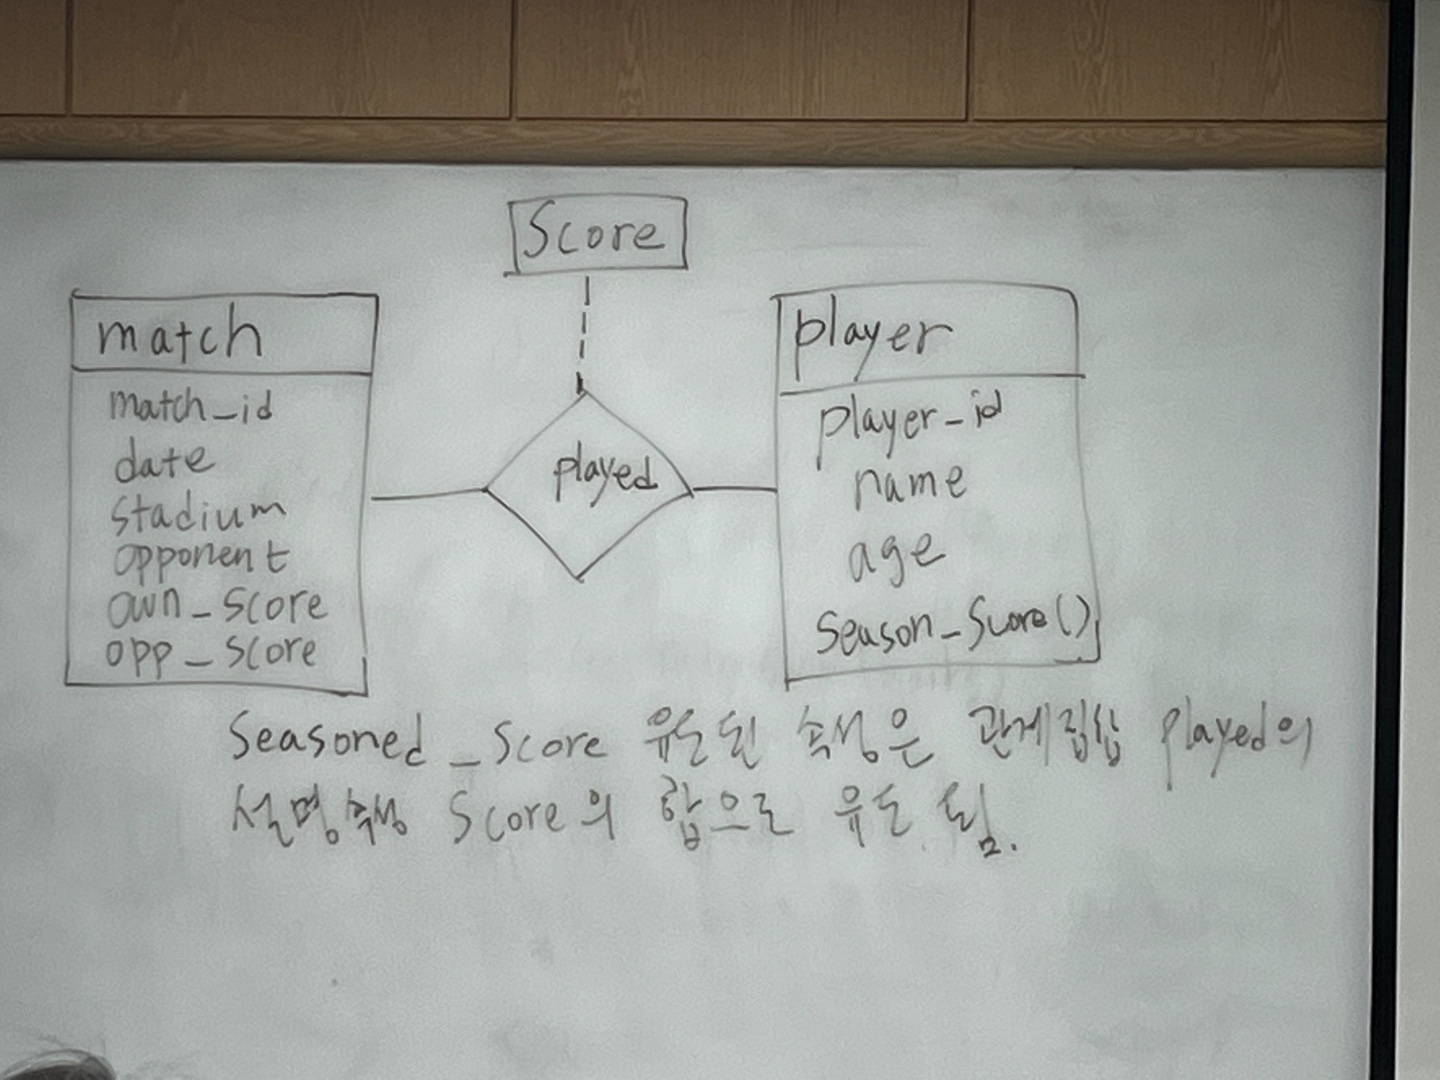 Score
match
match_id
date
stadium
opponent
own_score
opp_score
played
player
player_id
name
age
season_score()
Seasoned_score 유도된 속성은 관계집합 played의
설명속성 Score의 합으로 유도 됨.